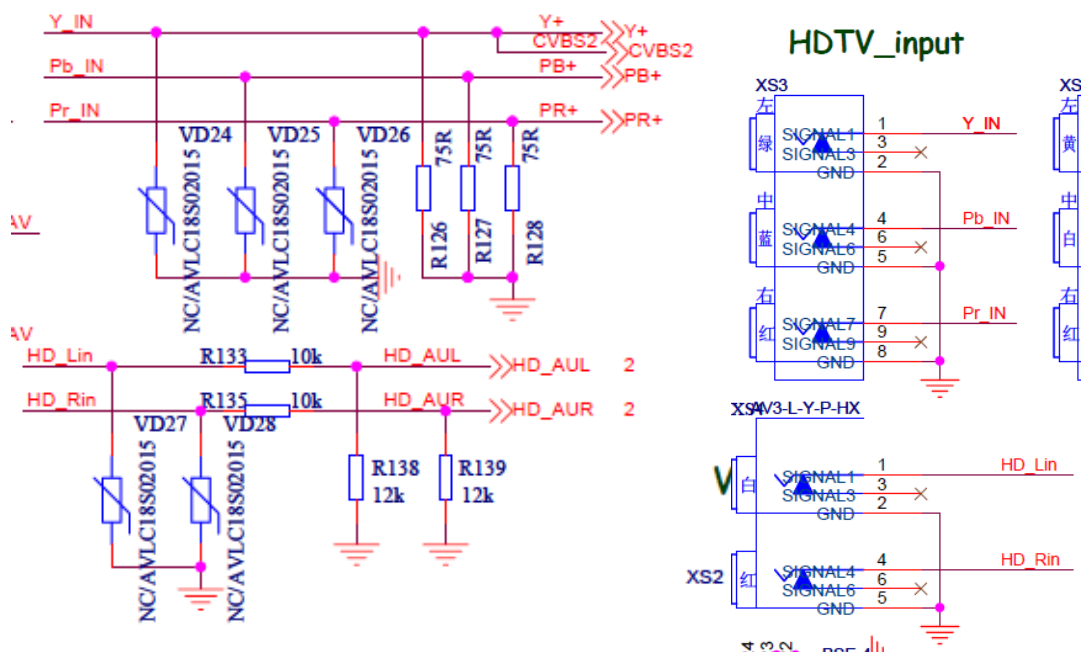 Y_IN
Y+
Y+
CVBS2
CVBS2
Pb_IN
PB+
PB+
Pr_IN
PR+
PR+
VD24
VD25
VD26
NC/AVLC18S02015
NC/AVLC18S02015
NC/AVLC18S02015
75R
75R
75R
R126
R127
R128
AV
AV
HD_Lin
R133
10k
HD_AUL
HD_AUL
2
HD_Rin
R135
10k
HD_AUR
HD_AUR
2
VD27
VD28
NC/AVLC18S02015
NC/AVLC18S02015
R138
12k
R139
12k
HDTV_input
XS3
XS
左
绿
SIGNAL1
1
Y_IN
SIGNAL3
3
GND
2
黄
中
蓝
SIGNAL4
4
Pb_IN
SIGNAL6
6
GND
5
中
白
右
红
SIGNAL7
7
Pr_IN
SIGNAL9
9
GND
8
右
红
AV3-L-Y-P-HX
白
SIGNAL1
1
HD_Lin
SIGNAL3
3
GND
2
XS2
红
SIGNAL4
4
HD_Rin
SIGNAL6
6
GND
5